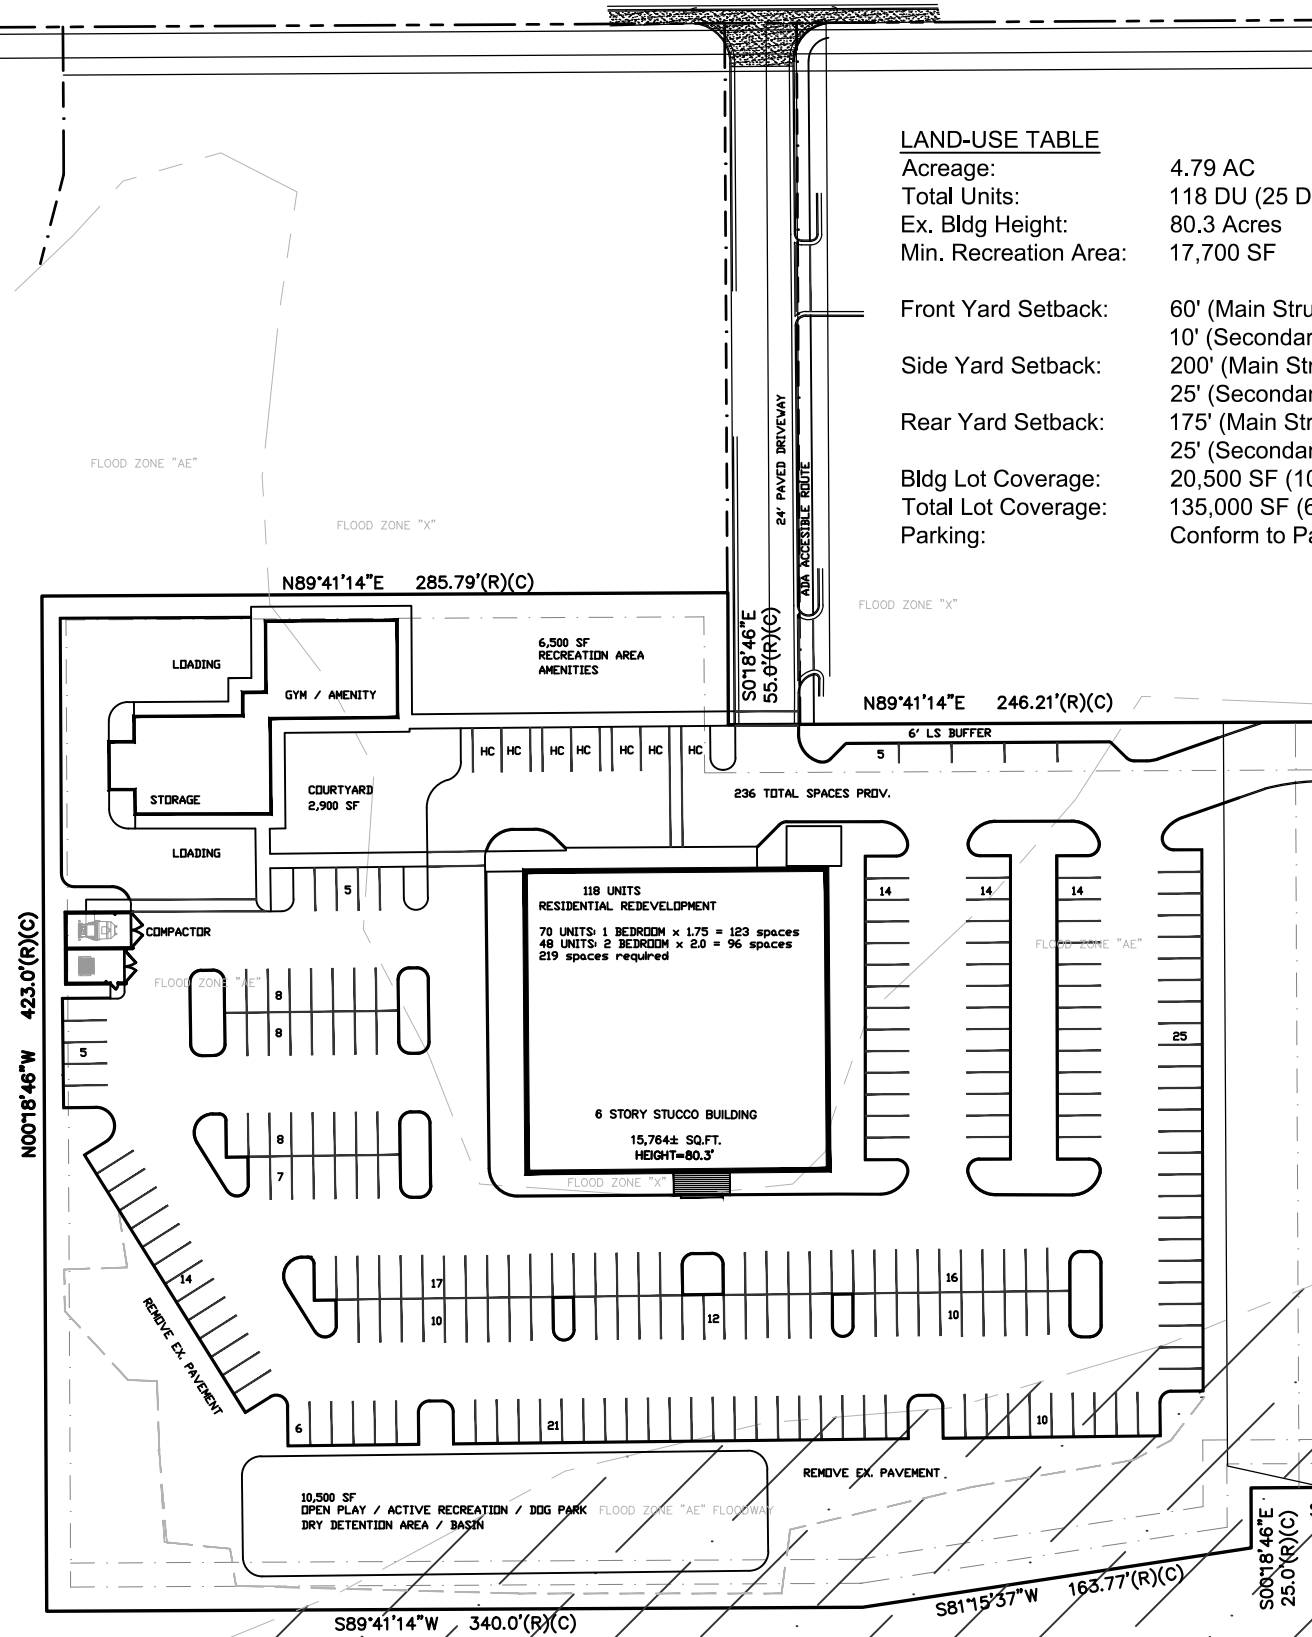 LAND-USE TABLE
Acreage: 4.79 AC
Total Units: 118 DU (25 D
Ex. Bldg Height: 80.3 Acres
Min. Recreation Area: 17,700 SF
Front Yard Setback: 60' (Main Stru
10' (Secondar
Side Yard Setback: 200' (Main Str
25' (Secondar
Rear Yard Setback: 175' (Main Str
25' (Secondar
Bldg Lot Coverage: 20,500 SF (10
Total Lot Coverage: 135,000 SF (6
Parking: Conform to Pa
24' PAVED DRIVEWAY
ADA ACCESIBLE ROUTE
FLOOD ZONE "AE"
FLOOD ZONE "X"
FLOOD ZONE "X"
N89°41'14"E 285.79'(R)(C)
S0°18'46"E
55.0'(R)(C)
N89°41'14"E 246.21'(R)(C)
6' LS BUFFER
5
LOADING
6,500 SF
RECREATION AREA
AMENITIES
GYM / AMENITY
HC HC HC HC HC HC HC
236 TOTAL SPACES PROV.
COURTYARD
2,900 SF
STORAGE
LOADING
5
COMPACTOR
FLOOD ZONE "AE"
118 UNITS
RESIDENTIAL REDEVELOPMENT
70 UNITS: 1 BEDROOM x 1.75 = 123 spaces
48 UNITS: 2 BEDROOM x 2.0 = 96 spaces
219 spaces required
14 14 14
FLOOD ZONE "AE"
N00°18'46"W 423.0'(R)(C)
8
8
5
25
6 STORY STUCCO BUILDING
15,764± SQ.FT.
HEIGHT=80.3'
8
7
FLOOD ZONE "X"
14
REMOVE EX. PAVEMENT
17 16
10 12 10
6 21 10
REMOVE EX. PAVEMENT
10,500 SF
OPEN PLAY / ACTIVE RECREATION / DOG PARK
DRY DETENTION AREA / BASIN
FLOOD ZONE "AE" FLOODWAY
S00°18'46"E
25.0'(R)(C)
S81°15'37"W 163.77'(R)(C)
S89°41'14"W 340.0'(R)(C)